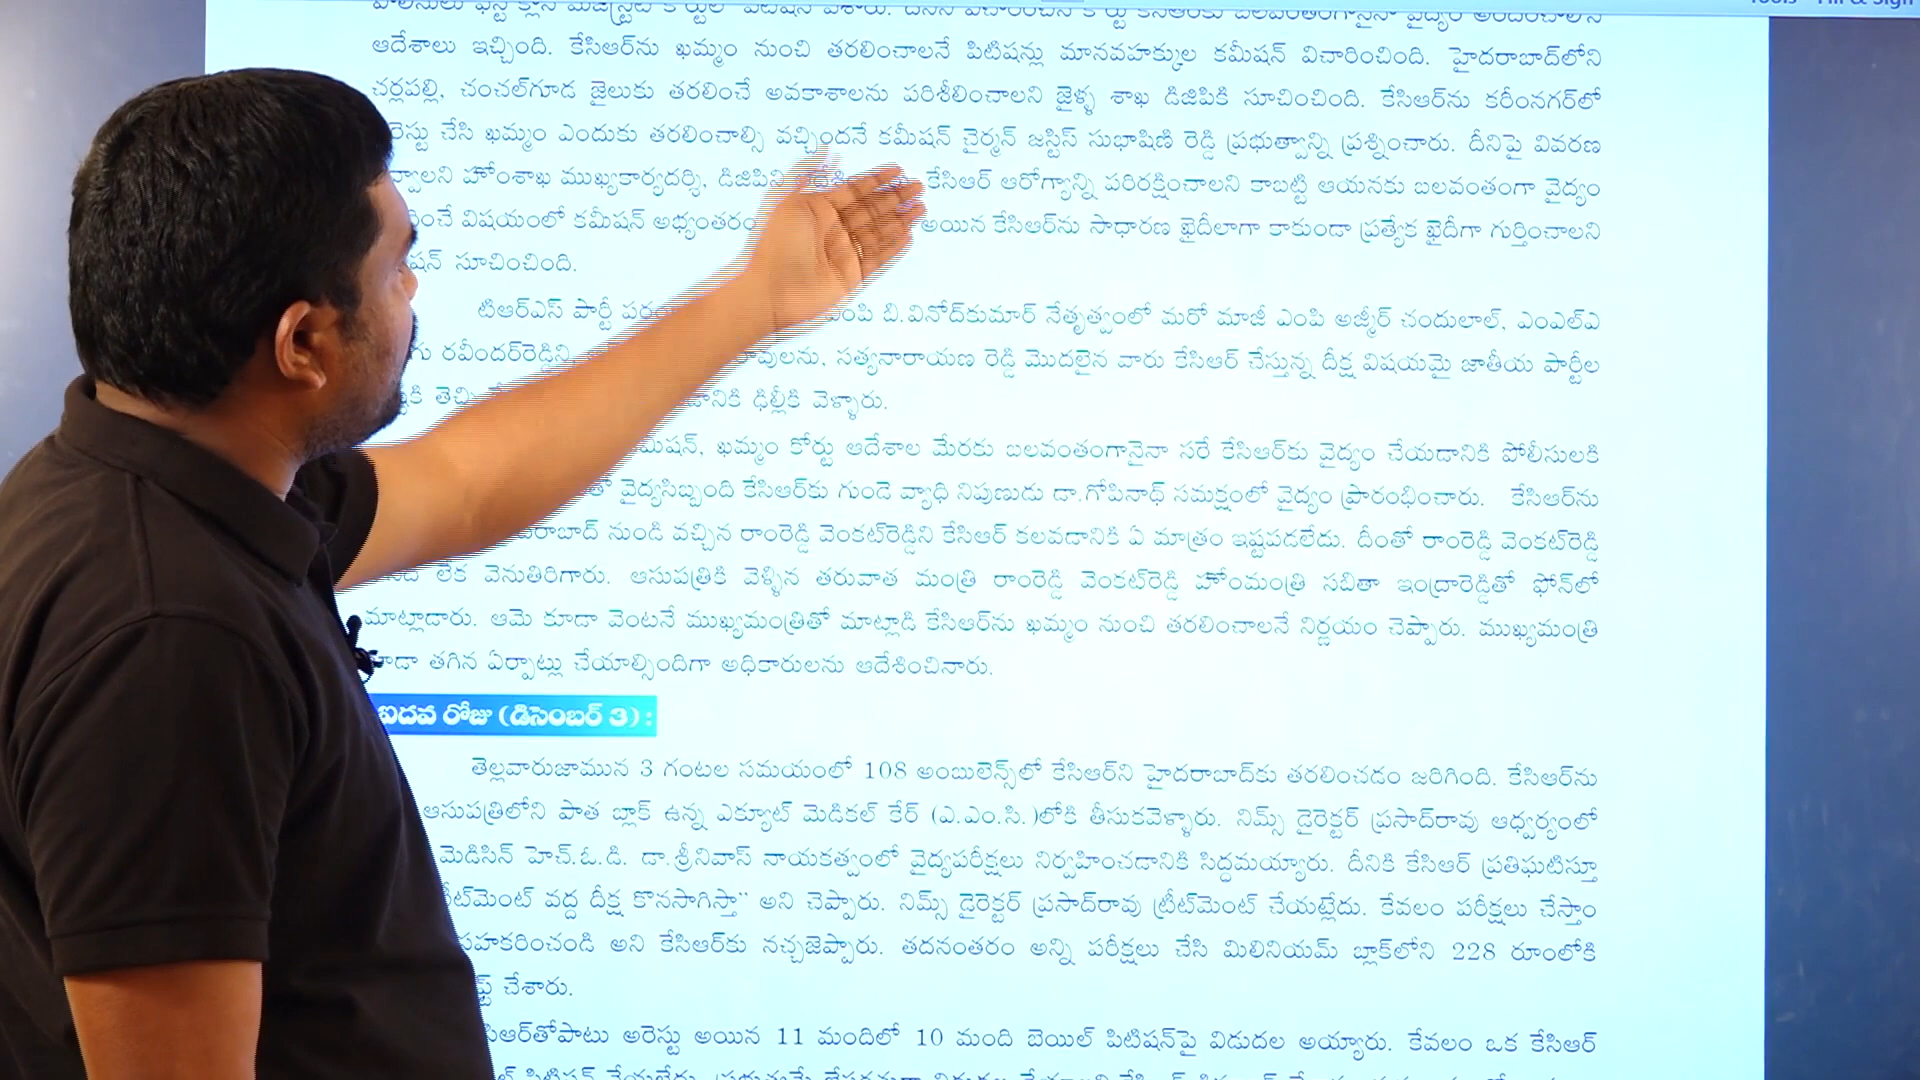 ఆదేశాలు ఇచ్చింది. కేసిఆర్‌ను ఖమ్మం నుంచి తరలించాలనే పిటిషన్లు మానవహక్కుల కమీషన్ విచారించింది. హైదరాబాద్‌లోని
చర్లపల్లి, చంచల్‌గూడ జైలుకు తరలించే అవకాశాలను పరిశీలించాలని జైళ్ళ శాఖ డిజిపికి సూచించింది. కేసిఆర్‌ను కరీంనగర్‌లో
చేసి ఖమ్మం ఎందుకు తరలించాల్సి వచ్చిందనే కమీషన్ చైర్మన్ జస్టిస్ సుభాషిణి రెడ్డి ప్రభుత్వాన్ని ప్రశ్నించారు. దీనిపై వివరణ
హోంశాఖ ముఖ్యకార్యదర్శి, డిజిపిని కేసిఆర్ ఆరోగ్యాన్ని పరిరక్షించాలని కాబట్టి ఆయనకు బలవంతంగా వైద్యం
విషయంలో కమీషన్ అయిన కేసిఆర్‌ను సాధారణ ఖైదీలాగా కాకుండా ప్రత్యేక ఖైదీగా గుర్తించాలని
సూచించింది.
టిఆర్ఎస్ పార్టీ ఎంపి బి.వినోద్‌కుమార్ నేతృత్వంలో మరో మాజీ ఎంపి అజ్మీర్ చందులాల్, ఎంఎల్ఎ
రవీందర్‌రెడ్డిని, సత్యనారాయణ రెడ్డి మొదలైన వారు కేసిఆర్ చేస్తున్న దీక్ష విషయమై జాతీయ పార్టీల
ఢిల్లీకి వెళ్ళారు.
ఖమ్మం కోర్టు ఆదేశాల మేరకు బలవంతంగానైనా సరే కేసిఆర్‌కు వైద్యం చేయడానికి పోలీసులకి
వైద్యసిబ్బంది కేసిఆర్‌కు గుండె వ్యాధి నిపుణుడు డా.గోపినాథ్ సమక్షంలో వైద్యం ప్రారంభించారు. కేసిఆర్‌ను
నుండి వచ్చిన రాంరెడ్డి వెంకట్‌రెడ్డిని కేసిఆర్ కలవడానికి ఏ మాత్రం ఇష్టపడలేదు. దీంతో రాంరెడ్డి వెంకట్‌రెడ్డి
లేక వెనుతిరిగారు. ఆసుపత్రికి వెళ్ళిన తరువాత మంత్రి రాంరెడ్డి వెంకట్‌రెడ్డి హోంమంత్రి సబితా ఇంద్రారెడ్డితో ఫోన్‌లో
మాట్లాడారు. ఆమె కూడా వెంటనే ముఖ్యమంత్రితో మాట్లాడి కేసిఆర్‌ను ఖమ్మం నుంచి తరలించాలనే నిర్ణయం చెప్పారు. ముఖ్యమంత్రి
తగిన ఏర్పాట్లు చేయాల్సిందిగా అధికారులను ఆదేశించినారు.
ఐదవ రోజు (డిసెంబర్ 3) :
తెల్లవారుజామున 3 గంటల సమయంలో 108 అంబులెన్స్‌లో కేసిఆర్‌ని హైదరాబాద్‌కు తరలించడం జరిగింది. కేసిఆర్‌ను
ఆసుపత్రిలోని పాత బ్లాక్ ఉన్న ఎక్యూట్ మెడికల్ కేర్ (ఎ.ఎం.సి.)లోకి తీసుకవెళ్ళారు. నిమ్స్ డైరెక్టర్ ప్రసాద్‌రావు ఆధ్వర్యంలో
మెడిసిన్ హెచ్.ఓ.డి. డా.శ్రీనివాస్ నాయకత్వంలో వైద్యపరీక్షలు నిర్వహించడానికి సిద్ధమయ్యారు. దీనికి కేసిఆర్ ప్రతిఘటిస్తూ
వద్ద దీక్ష కొనసాగిస్తా" అని చెప్పారు. నిమ్స్ డైరెక్టర్ ప్రసాద్‌రావు ట్రీట్‌మెంట్ చేయట్లేదు. కేవలం పరీక్షలు చేస్తాం
సహకరించండి అని కేసిఆర్‌కు నచ్చజెప్పారు. తదనంతరం అన్ని పరీక్షలు చేసి మిలినియమ్ బ్లాక్‌లోని 228 రూంలోకి
చేశారు.
అరెస్టు అయిన 11 మందిలో 10 మంది బెయిల్ పిటిషన్‌పై విడుదల అయ్యారు. కేవలం ఒక కేసిఆర్